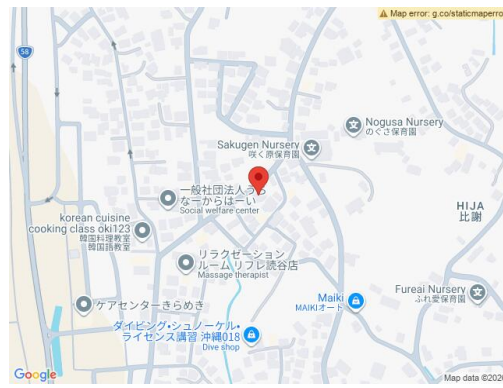 Map error: g.co/staticmaperro
58
Nogusa Nursery
のぐさ保育園
Sakugen Nursery
咲く原保育園
一般社団法人うち
なーからはーい
Social welfare center
HIJA
比謝
korean cuisine
cooking class oki123
韓国料理教室
韓国語教室
リラクゼーション
ルーム リフレ読谷店
Massage therapist
Fureai Nursery
ふれ愛保育園
Maiki
MAIKIオート
ケアセンターきらめき
ダイビング・シュノーケル・
ライセンス講習 沖縄018
Dive shop
Google
Map data ©202